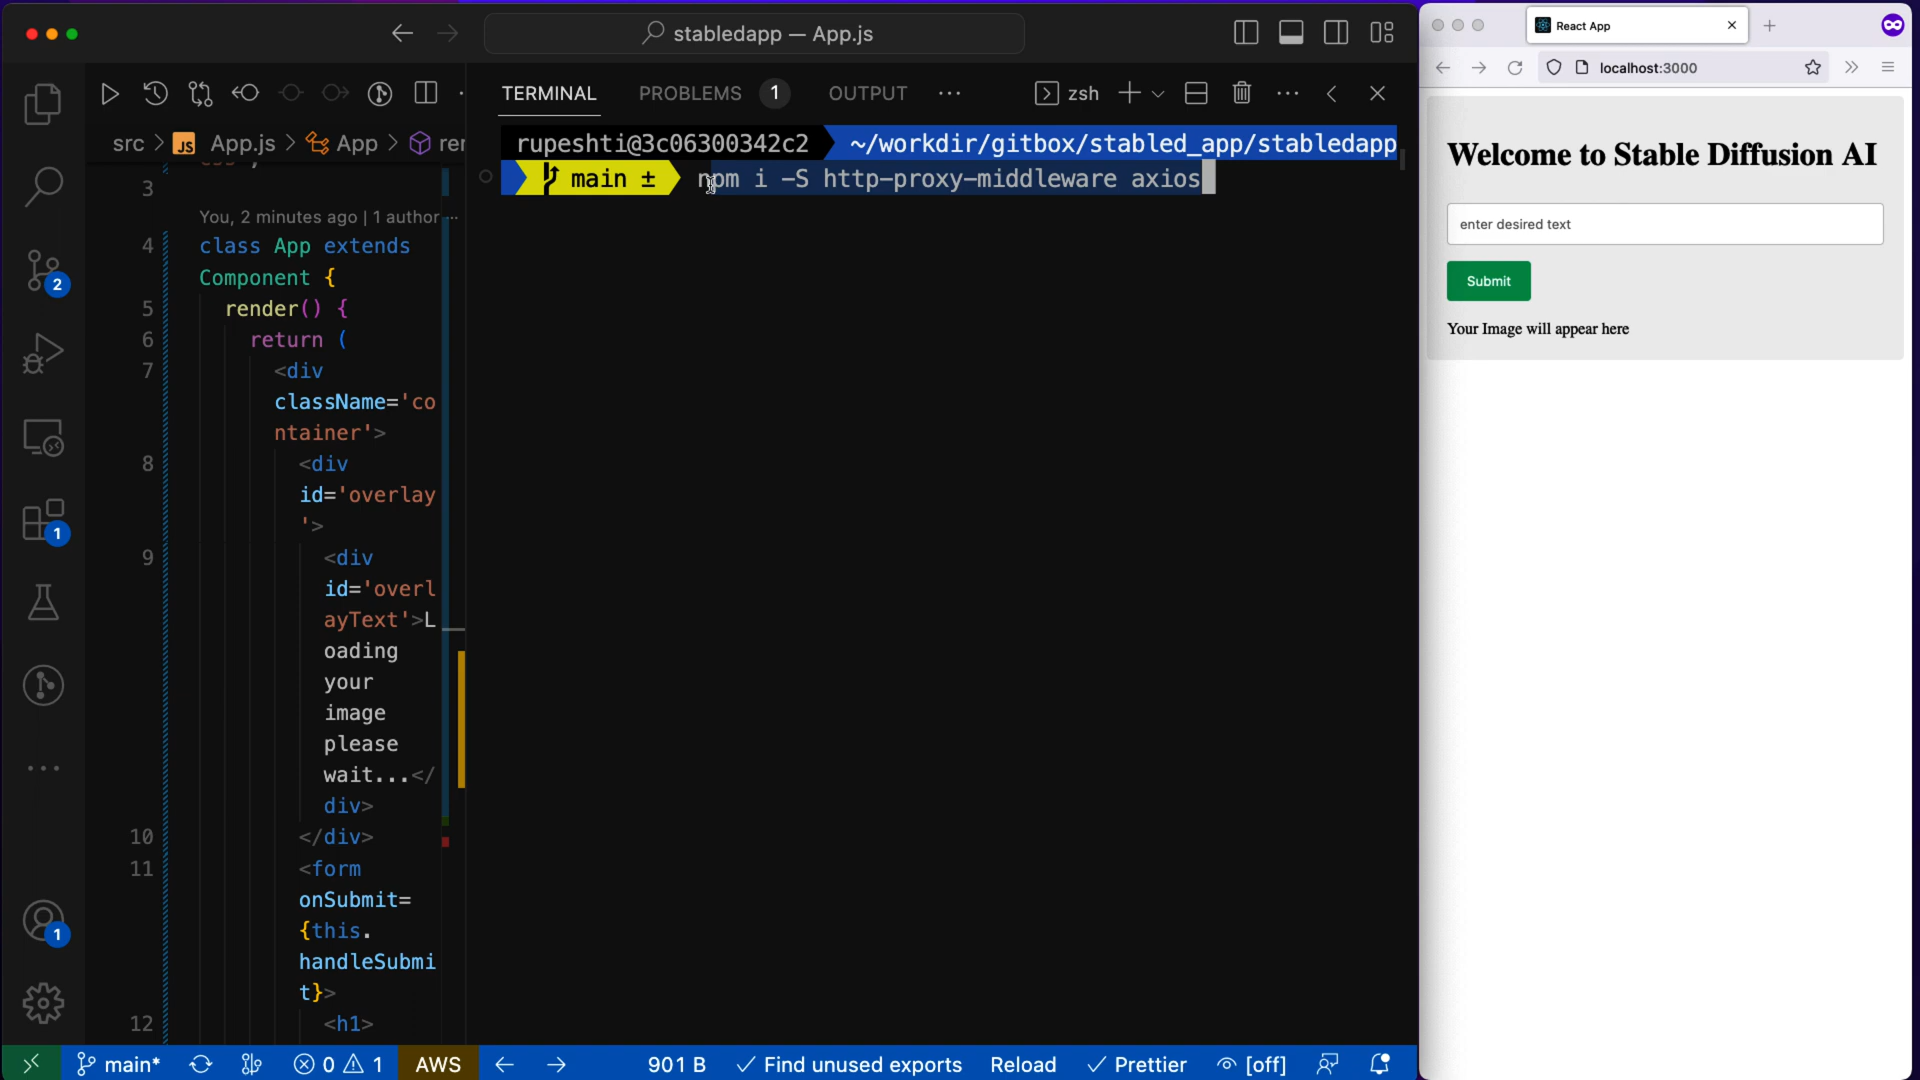 stabledapp — App.js
TERMINAL
PROBLEMS 1
OUTPUT
zsh
src > JS App.js > App > rer
rupeshti@3c06300342c2 ~/workdir/gitbox/stabled_app/stabledapp
main ± npm i -S http-proxy-middleware axios
3
You, 2 minutes ago | 1 author ...
4 class App extends
Component {
5 render() {
6 return (
7 <div
className='co
ntainer'>
8 <div
id='overlay
'>
9 <div
id='overl
ayText'>L
oading
your
image
please
wait...</
div>
10 </div>
11 <form
onSubmit=
{this.
handleSubmi
t}>
12 <h1>
2
1
1
main*
0
1
AWS
901 B
Find unused exports
Reload
Prettier
[off]
React App
localhost:3000
Welcome to Stable Diffusion AI
enter desired text
Submit
Your Image will appear here